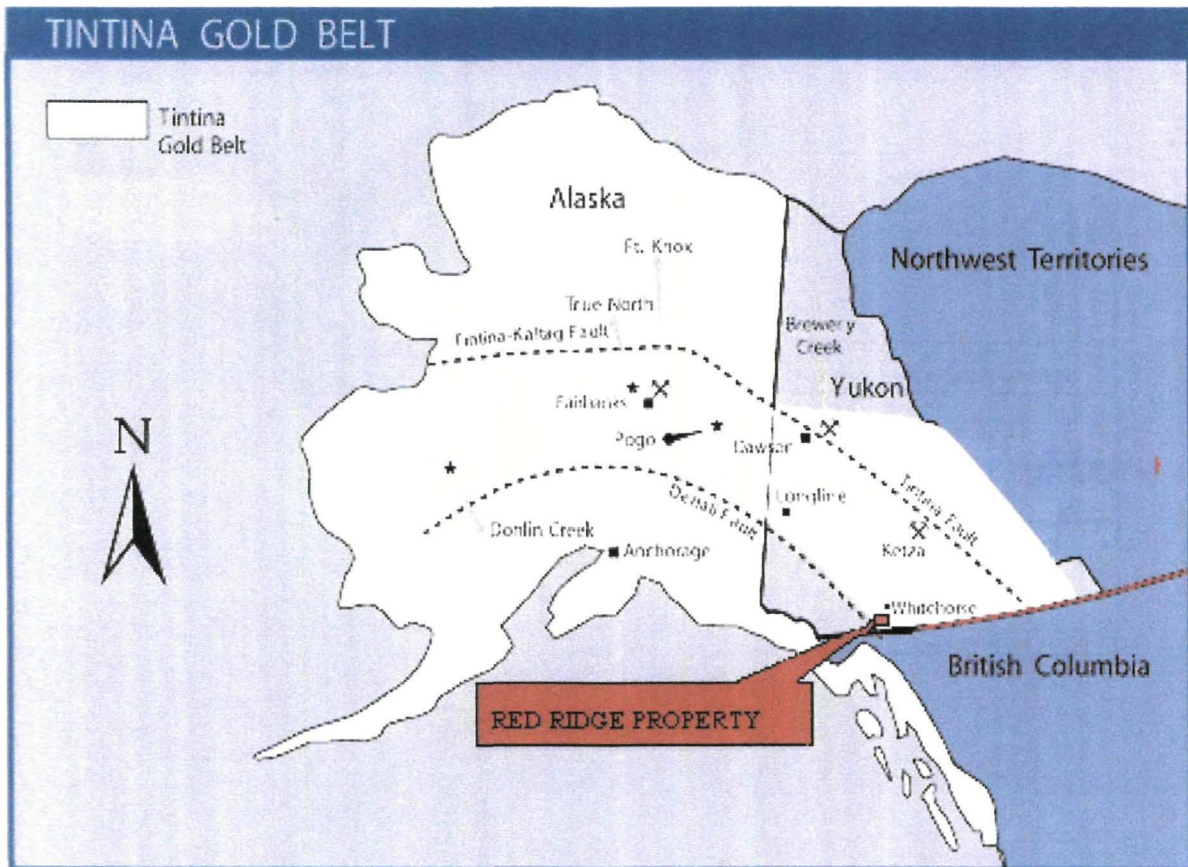 TINTINA GOLD BELT
Tintina
Gold Belt
Alaska
Ft. Knox
True North
Tintina-Kaltag Fault
Northwest Territories
Brewery
Creek
Yukon
Fairbanks
Pogo
Dawson
N
Longline
Denali Fault
Tintina Fault
Donlin Creek
Anchorage
Ketza
Whitehorse
British Columbia
RED RIDGE PROPERTY